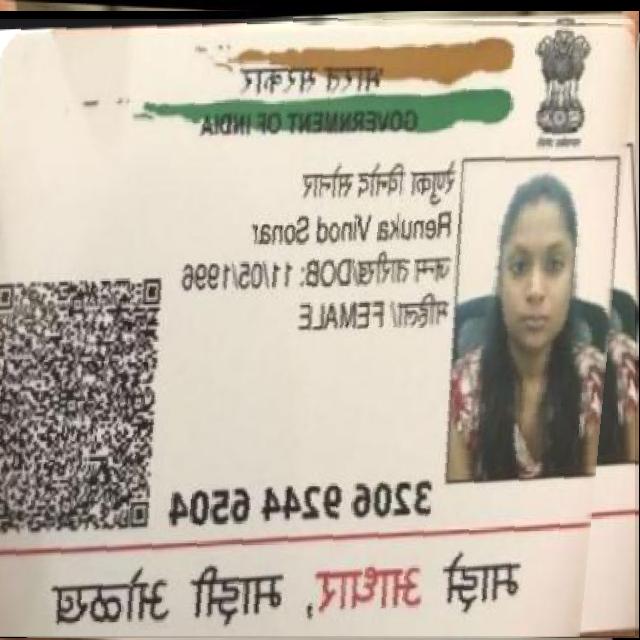 भारत सरकार
GOVERNMENT OF INDIA
रेणुका विनोद सोनार
Renuka Vinod Sonar
जन्म तारीख/DOB: 11/05/1996
महिला/ FEMALE
3206 9244 6504
माझे आधार, माझी ओळख